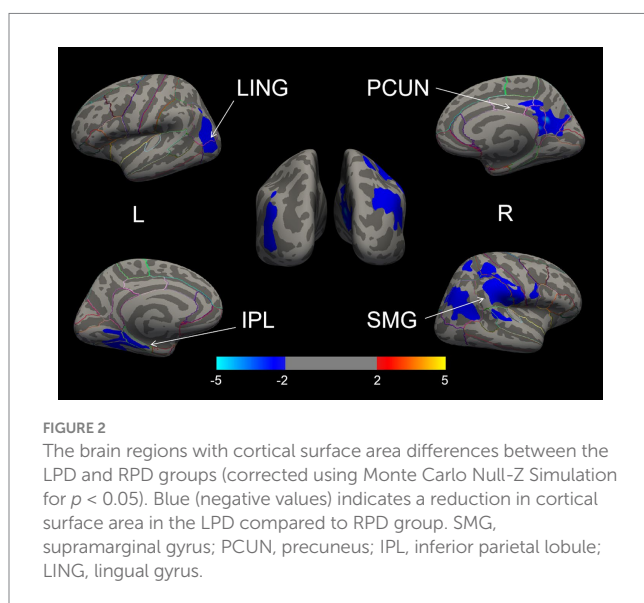 LING
PCUN
L
R
IPL
SMG
-5 -2 2 5
FIGURE 2
The brain regions with cortical surface area differences between the
LPD and RPD groups (corrected using Monte Carlo Null-Z Simulation
for p < 0.05). Blue (negative values) indicates a reduction in cortical
surface area in the LPD compared to RPD group. SMG,
supramarginal gyrus; PCUN, precuneus; IPL, inferior parietal lobule;
LING, lingual gyrus.